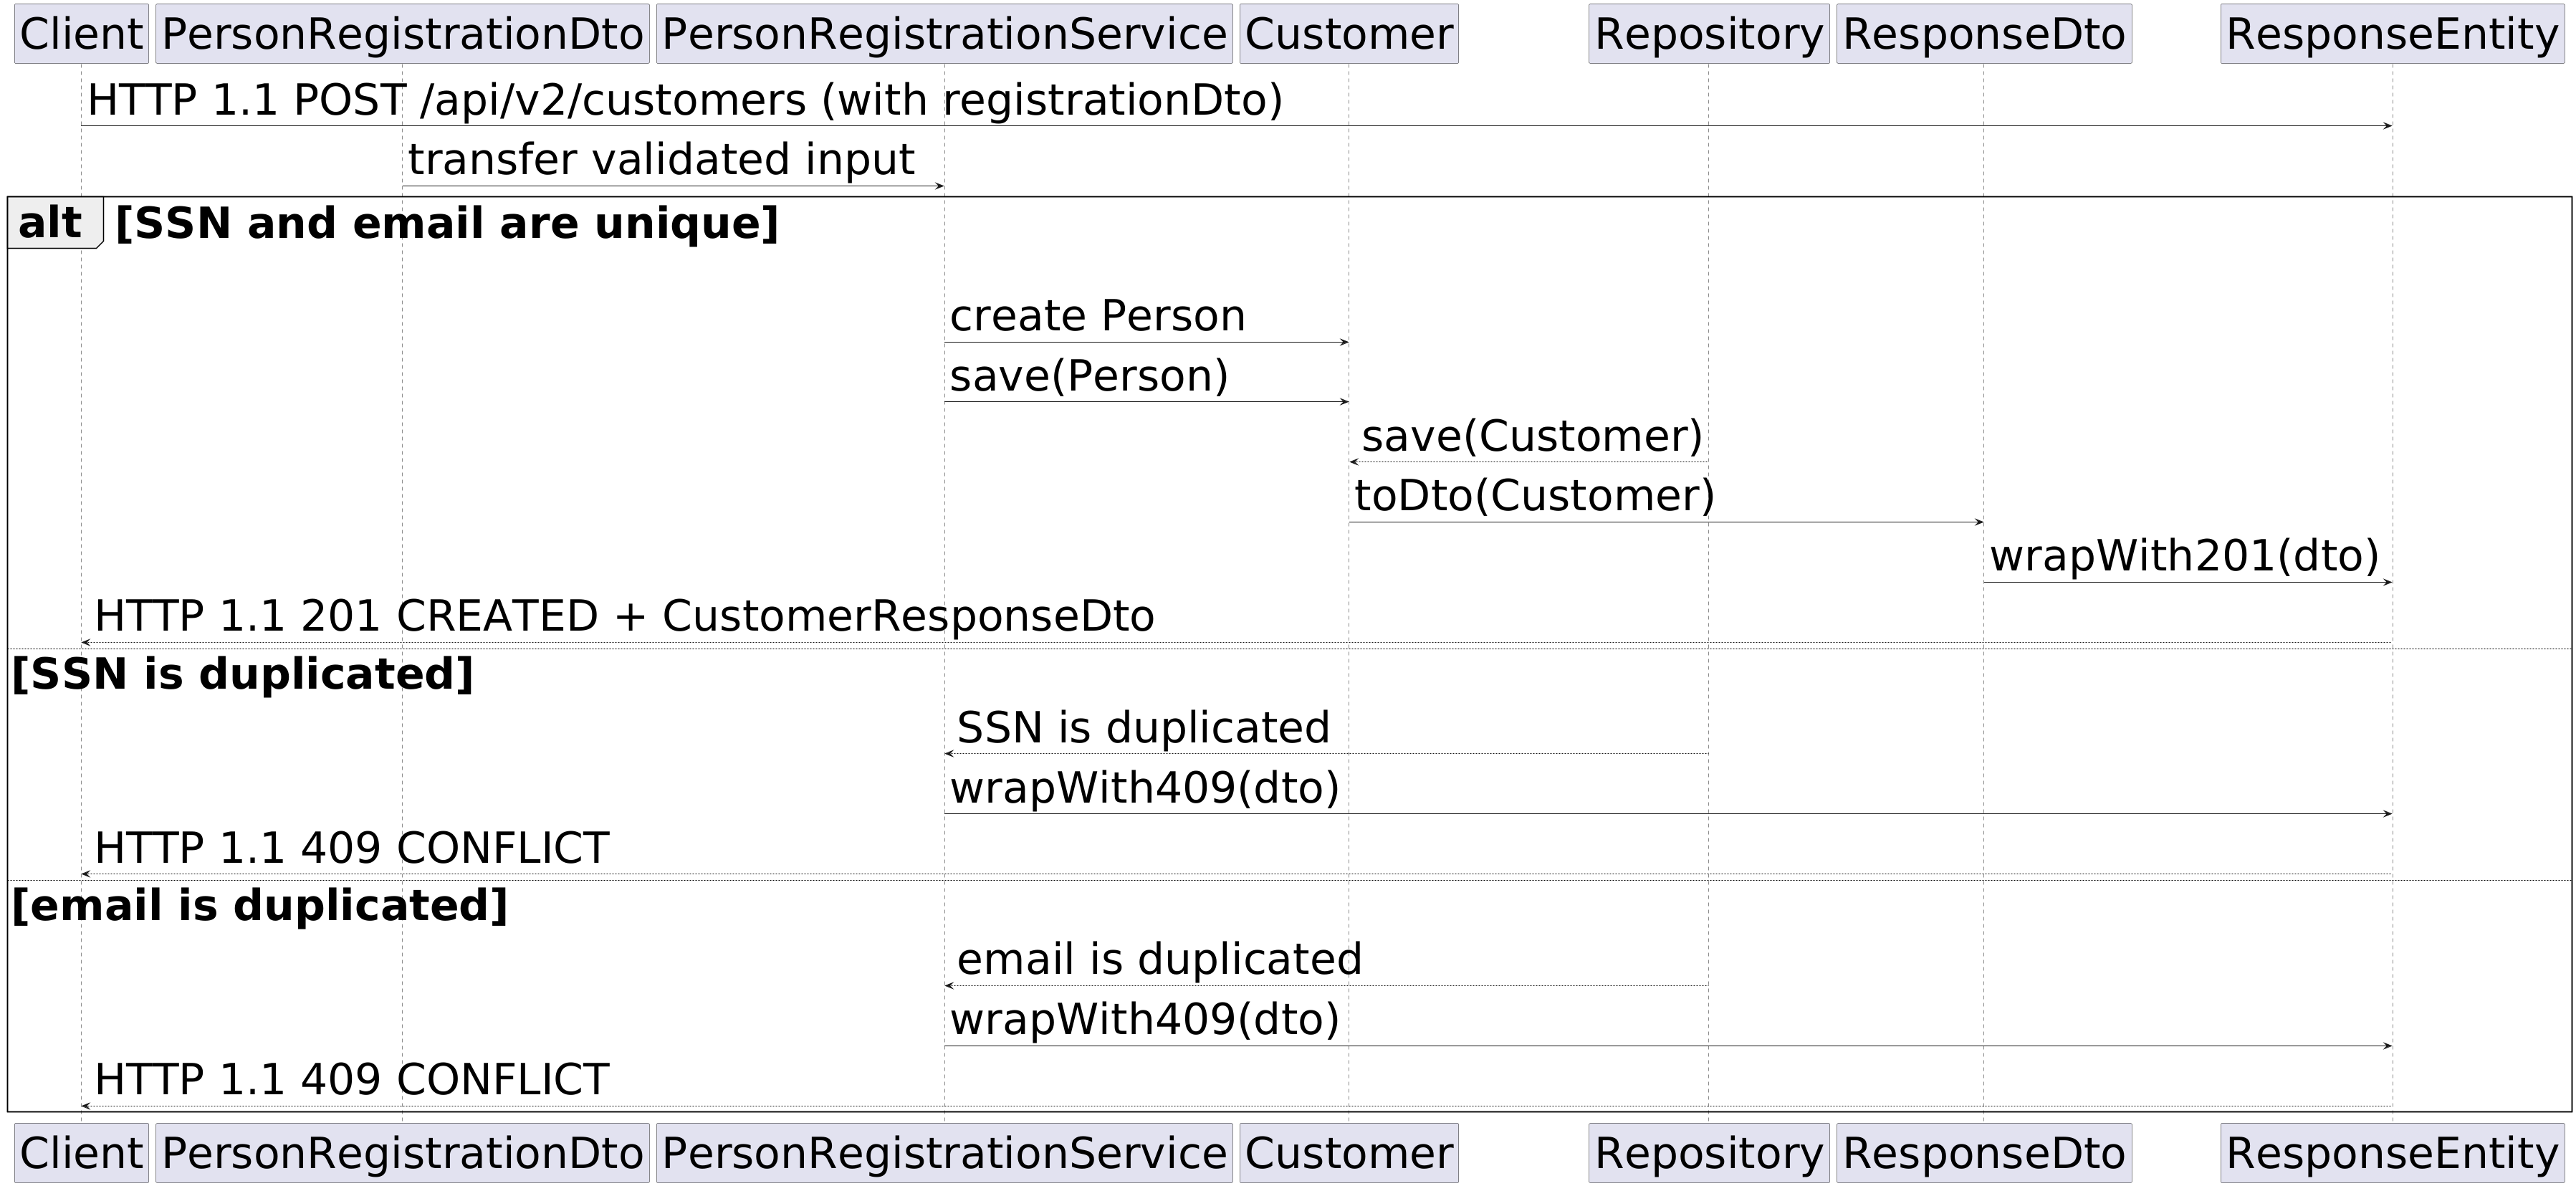 Client PersonRegistrationDto PersonRegistrationService Customer Repository ResponseDto ResponseEntity
HTTP 1.1 POST /api/v2/customers (with registrationDto)
transfer validated input
alt [SSN and email are unique]
create Person
save(Person)
save(Customer)
toDto(Customer)
wrapWith201(dto)
HTTP 1.1 201 CREATED + CustomerResponseDto
[SSN is duplicated]
SSN is duplicated
wrapWith409(dto)
HTTP 1.1 409 CONFLICT
[email is duplicated]
email is duplicated
wrapWith409(dto)
HTTP 1.1 409 CONFLICT
Client PersonRegistrationDto PersonRegistrationService Customer Repository ResponseDto ResponseEntity